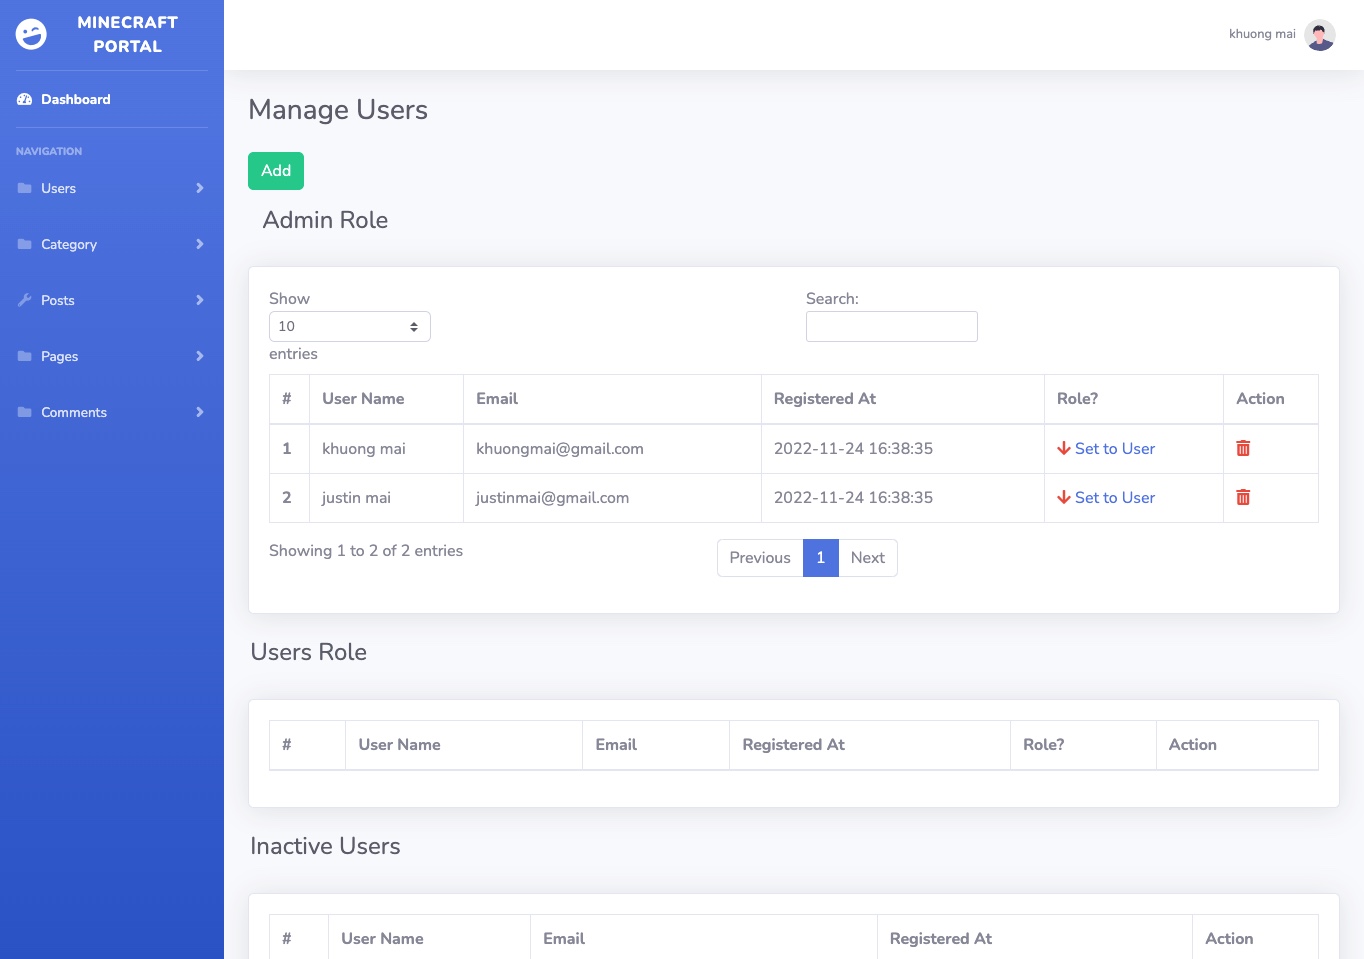 MINECRAFT
PORTAL
khuong mai
Dashboard
NAVIGATION
Users
Category
Posts
Pages
Comments
Manage Users
Add
Admin Role
Show
10
entries
Search:
# User Name Email Registered At Role? Action
1 khuong mai khuongmai@gmail.com 2022-11-24 16:38:35 Set to User
2 justin mai justinmai@gmail.com 2022-11-24 16:38:35 Set to User
Showing 1 to 2 of 2 entries
Previous 1 Next
Users Role
# User Name Email Registered At Role? Action
Inactive Users
# User Name Email Registered At Action